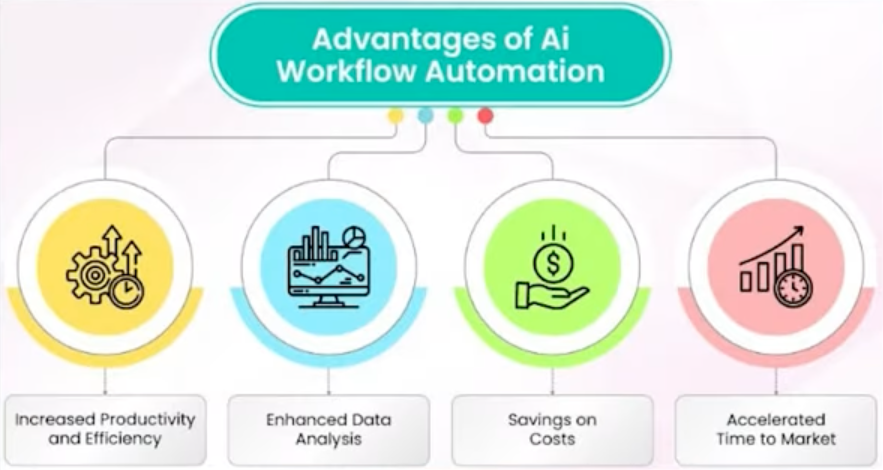 Advantages of Ai
Workflow Automation
$
Increased Productivity
and Efficiency
Enhanced Data
Analysis
Savings on
Costs
Accelerated
Time to Market